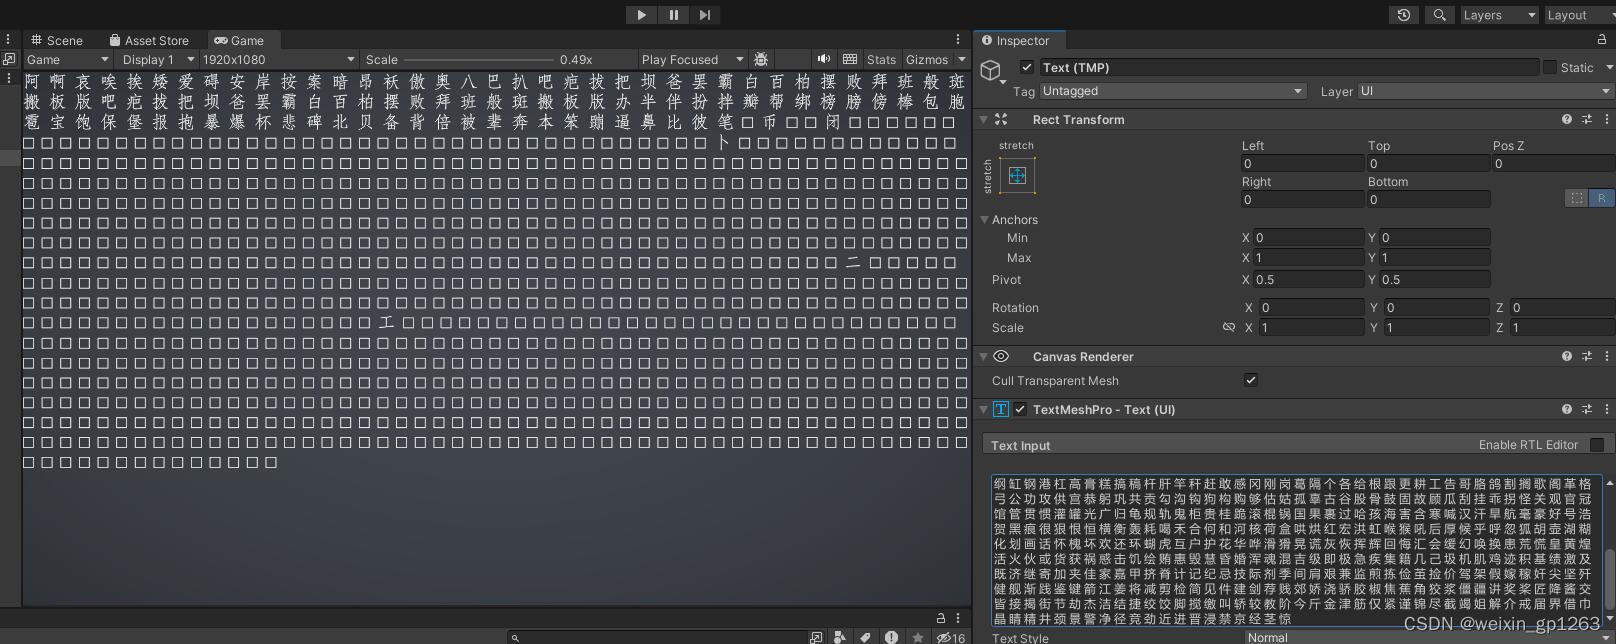 Layers
Layout
Scene
Asset Store
Game
Inspector
Game
Display 1
1920x1080
Scale
0.49x
Play Focused
Stats
Gizmos
阿 啊 哀 唉 挨 矮 爱 碍 安 岸 按 案 暗 昂 袄 傲 奥 八 巴 扒 吧 疤 拔 把 坝 爸 罢 霸 白 百 柏 摆 败 拜 班 般 斑
搬 板 版 吧 疤 拔 把 坝 爸 罢 霸 白 百 柏 摆 败 拜 班 般 斑 搬 板 版 办 半 伴 扮 拌 瓣 帮 绑 榜 膀 傍 棒 包 胞
雹 宝 饱 保 堡 报 抱 暴 爆 杯 悲 碑 北 贝 备 背 倍 被 辈 奔 本 笨 蹦 逼 鼻 比 彼 笔 币 闭
卜
二
工
Text (TMP)
Static
Tag Untagged
Layer UI
Rect Transform
stretch
stretch
Left Top Pos Z
0 0 0
Right Bottom
0 0
R
Anchors
Min X 0 Y 0
Max X 1 Y 1
Pivot X 0.5 Y 0.5
Rotation X 0 Y 0 Z 0
Scale X 1 Y 1 Z 1
Canvas Renderer
Cull Transparent Mesh
TextMeshPro - Text (UI)
Text Input
Enable RTL Editor
纲缸钢港杠高膏糕搞稿杆肝竿秆赶敢感冈刚岗葛隔个各给根跟更耕工告哥胳鸽割搁歌阁革格
弓公功攻供宫恭躬巩共贡勾沟钩狗构购够估姑孤辜古谷股骨鼓固故顾瓜刮挂乖拐怪关观官冠
馆管贯惯灌罐光广归龟规轨鬼柜贵桂跪滚棍锅国果裹过哈孩海害含寒喊汉汗旱航毫豪好号浩
贺黑痕很狠恨恒横衡轰耗喝禾合何和河核荷盒哄烘红宏洪虹喉猴吼后厚候乎呼忽狐胡壶湖糊
化划画话怀槐坏欢还环蝴虎互户护花华哗滑猾晃谎灰恢挥辉回悔汇会缓幻唤换患荒慌皇黄煌
活火伙或货获祸惑击饥绘贿惠毁慧昏婚浑魂混吉级即极急疾集籍几己圾机肌鸡迹积基绩激及
既济继寄加夹佳家嘉甲挤脊计记纪忌技际剂季间肩艰兼监煎拣俭茧捡价驾架假嫁稼奸尖坚歼
健舰渐践鉴键箭江姜将减剪检简见件建剑荐贱郊娇浇骄胶椒焦蕉角狡浆僵疆讲奖桨匠降酱交
皆接揭街节劫杰洁结捷绞饺脚搅缴叫轿较教阶今斤金津筋仅紧谨锦尽截竭姐解介戒届界借巾
晶睛精井颈景警净径竞劲近进晋浸禁京经茎惊
Text Style
Normal
16
CSDN @weixin_gp1263